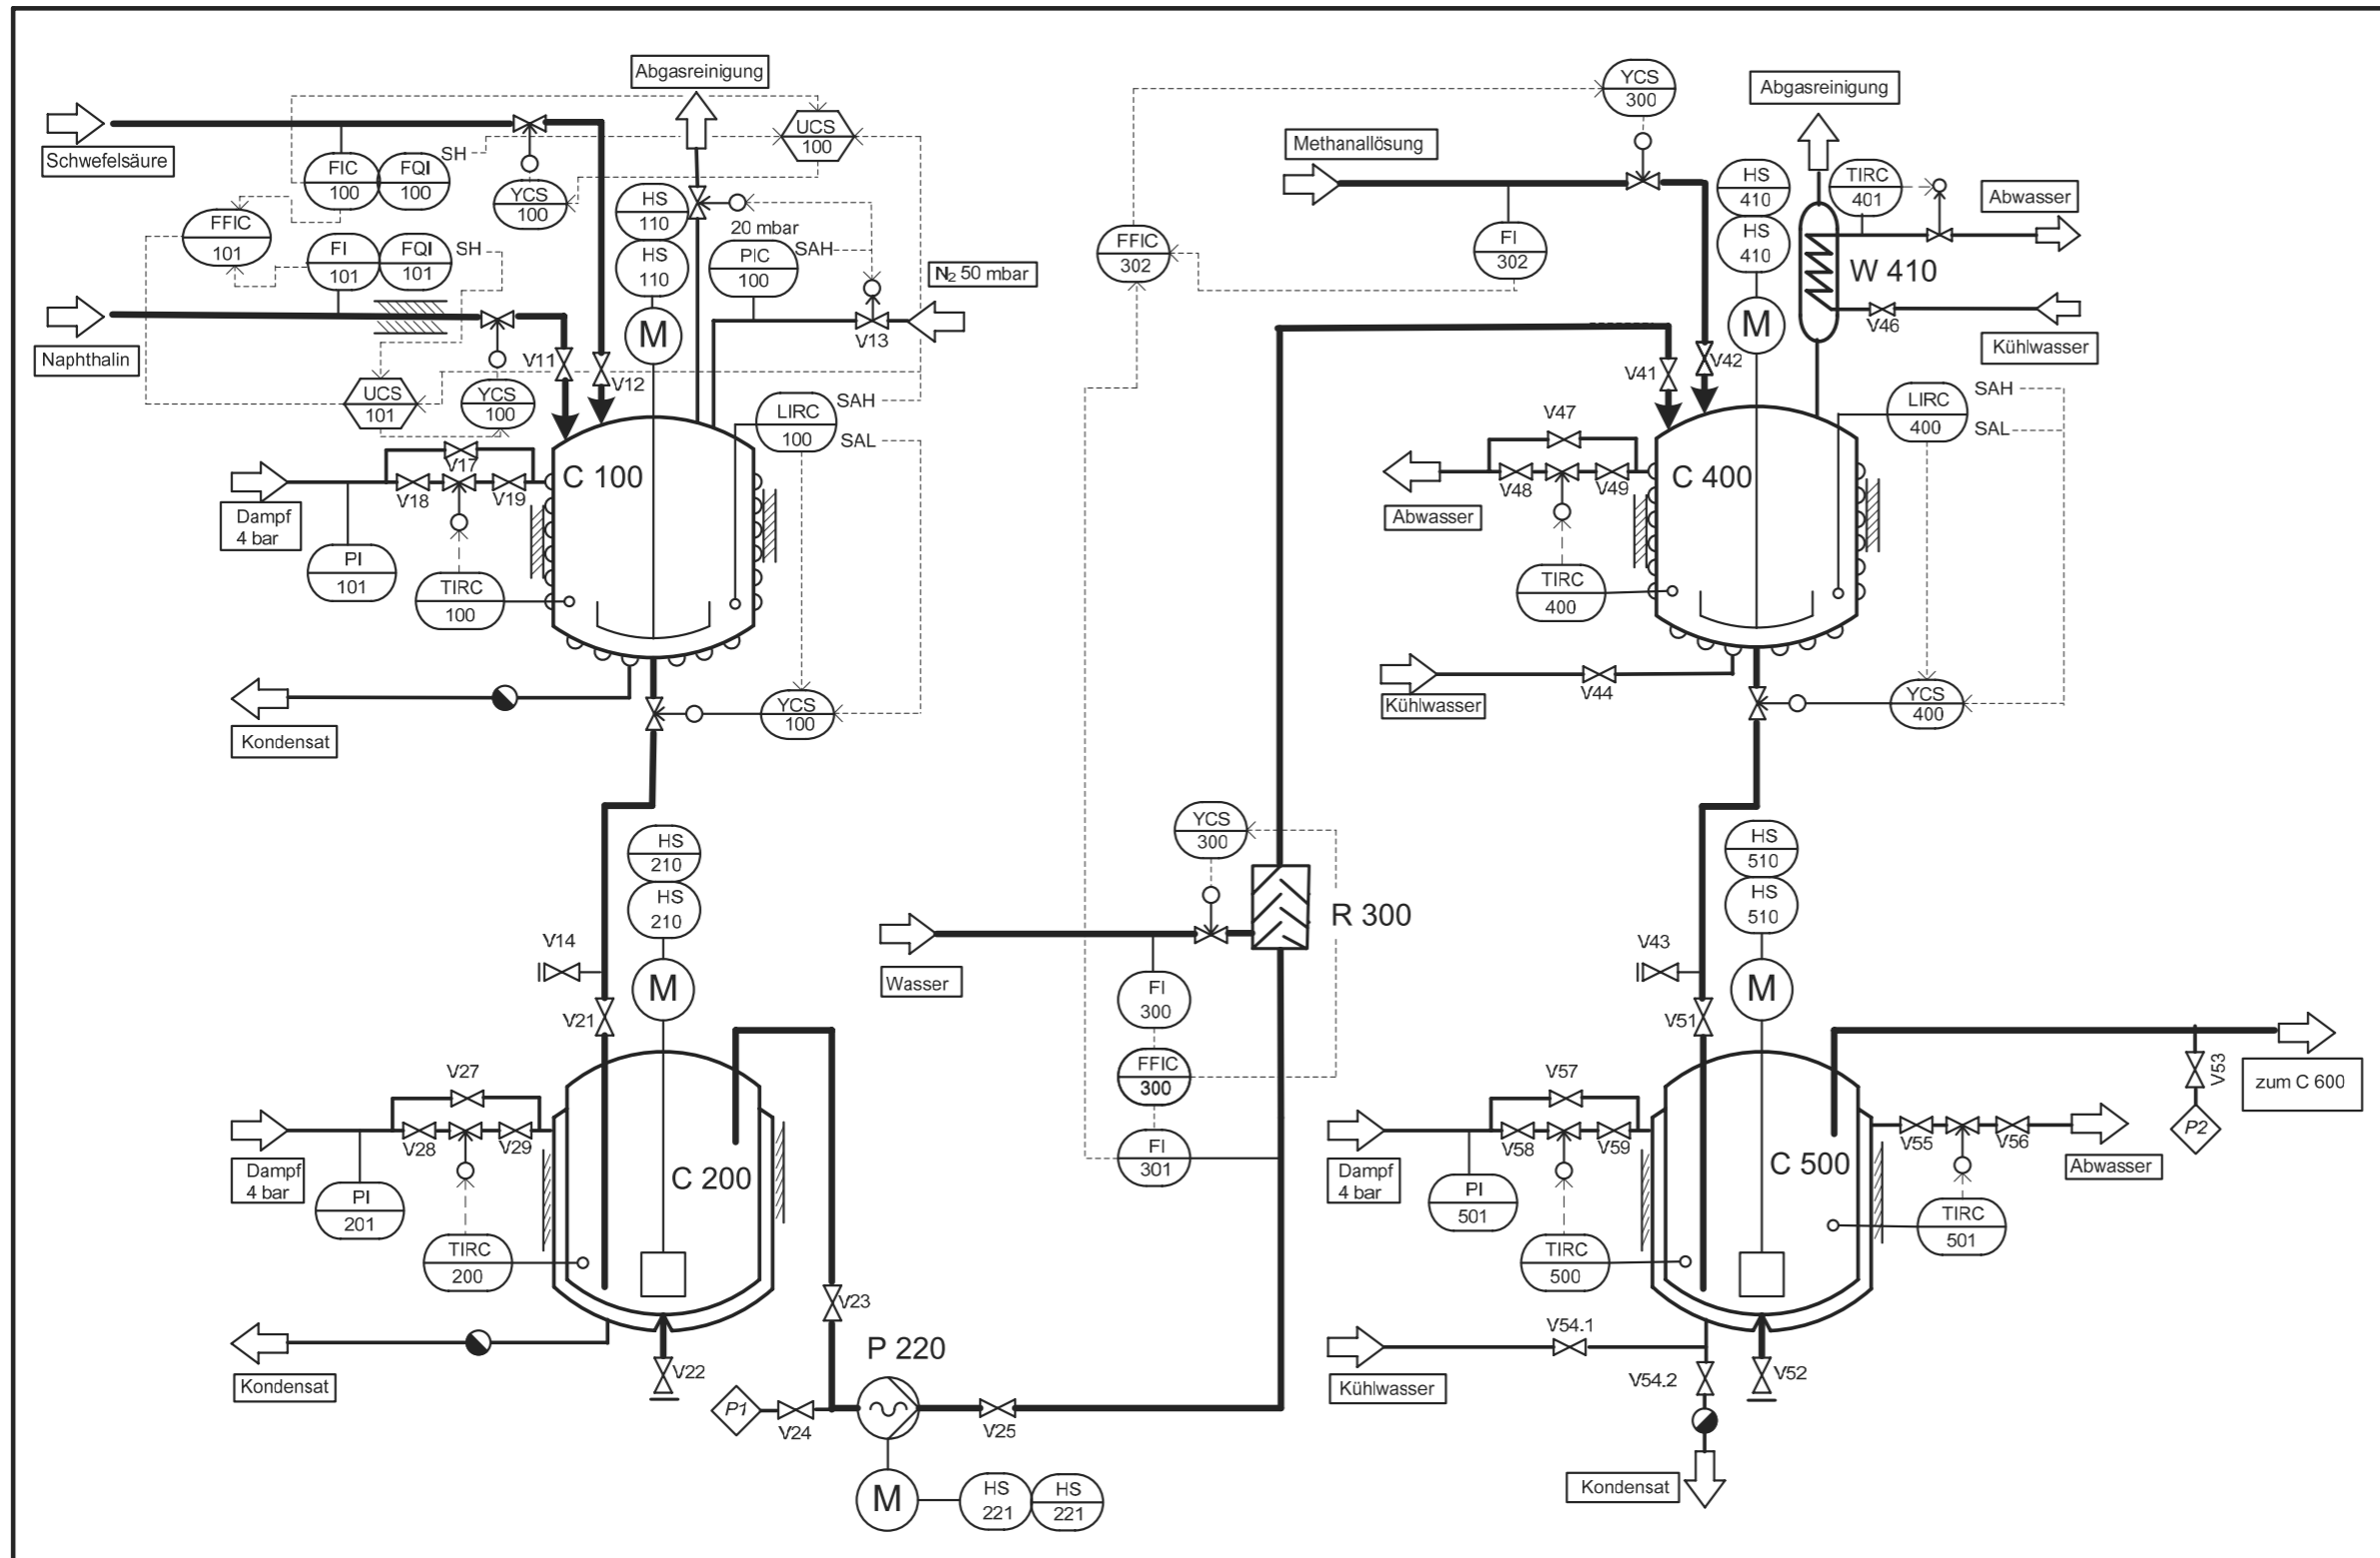 Abgasreinigung
Schwefelsäure
FIC
100
FQI
100
SH
UCS
100
YCS
100
FFIC
101
FI
101
FQI
101
SH
HS
110
HS
110
20 mbar
PIC
100
SAH
N2 50 mbar
V13
M
Naphthalin
V11
V12
UCS
101
YCS
100
LIRC
100
SAH
SAL
C 100
V17
V18
V19
Dampf
4 bar
PI
101
TIRC
100
Kondensat
YCS
100
HS
210
HS
210
V14
M
V21
V27
V28
V29
Dampf
4 bar
PI
201
TIRC
200
C 200
V23
Kondensat
V22
P 220
P1
V24
V25
M
HS
221
HS
221
YCS
300
Methanallösung
FFIC
302
FI
302
Abgasreinigung
HS
410
HS
410
TIRC
401
Abwasser
W 410
V46
Kühlwasser
M
V41
V42
LIRC
400
SAH
SAL
V47
V48
V49
C 400
Abwasser
TIRC
400
V44
Kühlwasser
YCS
400
YCS
300
R 300
Wasser
FI
300
FFIC
300
FI
301
HS
510
HS
510
V43
M
V51
V53
zum C 600
P2
V57
V58
V59
Dampf
4 bar
PI
501
TIRC
500
C 500
V55
V56
Abwasser
TIRC
501
V54.1
Kühlwasser
V54.2
V52
Kondensat